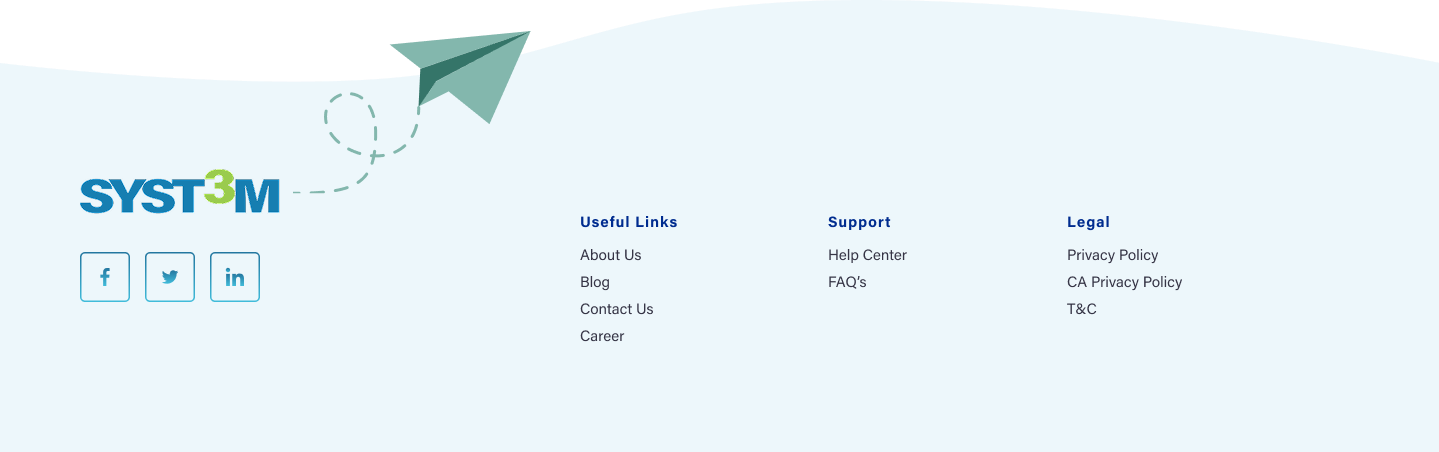 SYST3M
Useful Links
About Us
Blog
Contact Us
Career
Support
Help Center
FAQ's
Legal
Privacy Policy
CA Privacy Policy
T&C